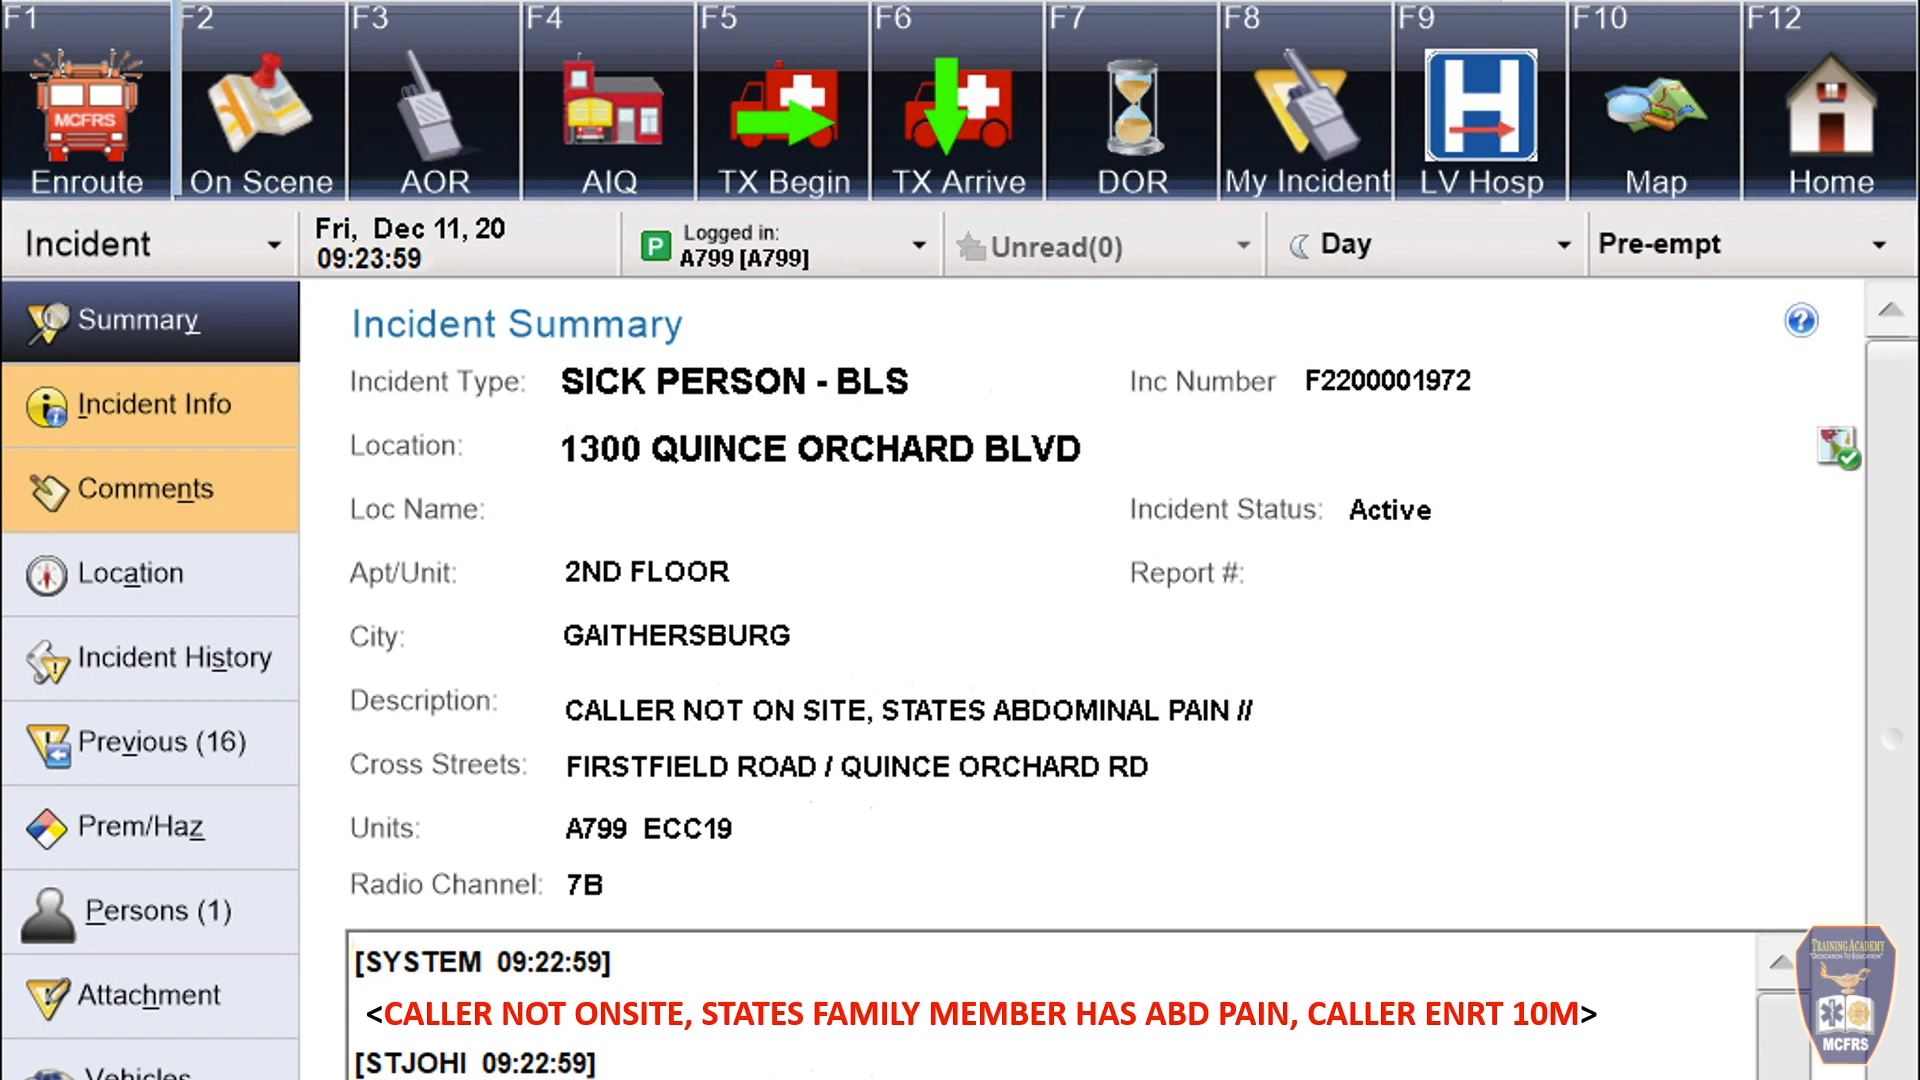 F1 F2 F3 F4 F5 F6 F7 F8 F9 F10 F12
MCFRS
Enroute On Scene AOR AIQ TX Begin TX Arrive DOR My Incident LV Hosp Map Home
Incident Fri, Dec 11, 20 09:23:59 P Logged in: A799 [A799] Unread(0) Day Pre-empt
Summary
Incident Info
Comments
Location
Incident History
Previous (16)
Prem/Haz
Persons (1)
Attachment
Vehicles
Incident Summary
Incident Type: SICK PERSON - BLS Inc Number F2200001972
Location: 1300 QUINCE ORCHARD BLVD
Loc Name: Incident Status: Active
Apt/Unit: 2ND FLOOR Report #:
City: GAITHERSBURG
Description: CALLER NOT ON SITE, STATES ABDOMINAL PAIN //
Cross Streets: FIRSTFIELD ROAD / QUINCE ORCHARD RD
Units: A799 ECC19
Radio Channel: 7B
[SYSTEM 09:22:59]
<CALLER NOT ONSITE, STATES FAMILY MEMBER HAS ABD PAIN, CALLER ENRT 10M>
[STJOHI 09:22:59]
TRAINING ACADEMY
"DEDICATION TO EDUCATION"
MCFRS